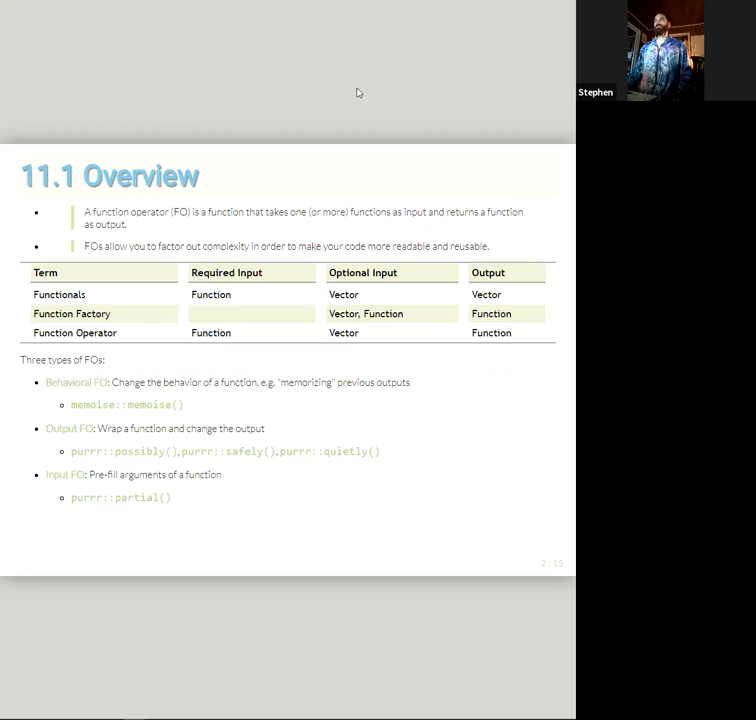 Stephen
11.1 Overview
• A function operator (FO) is a function that takes one (or more) functions as input and returns a function
as output.
• FOs allow you to factor out complexity in order to make your code more readable and reusable.
Term Required Input Optional Input Output
Functionals Function Vector Vector
Function Factory Vector, Function Function
Function Operator Function Vector Function
Three types of FOs:
• Behavioral FO: Change the behavior of a function, e.g. "memorizing" previous outputs
◦ memoise::memoise()
• Output FO: Wrap a function and change the output
◦ purrr::possibly(),purrr::safely(),purrr::quietly()
• Input FO: Pre-fill arguments of a function
◦ purrr::partial()
2 / 15